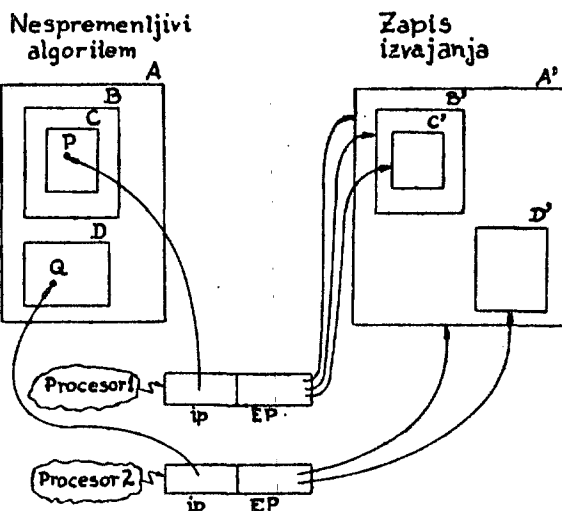 Nespremenljivi
algoritem
A
B
C
P
D
Q
Zapis
izvajanja
A'
B'
C'
D'
Procesor1
ip
EP
Procesor2
ip
EP